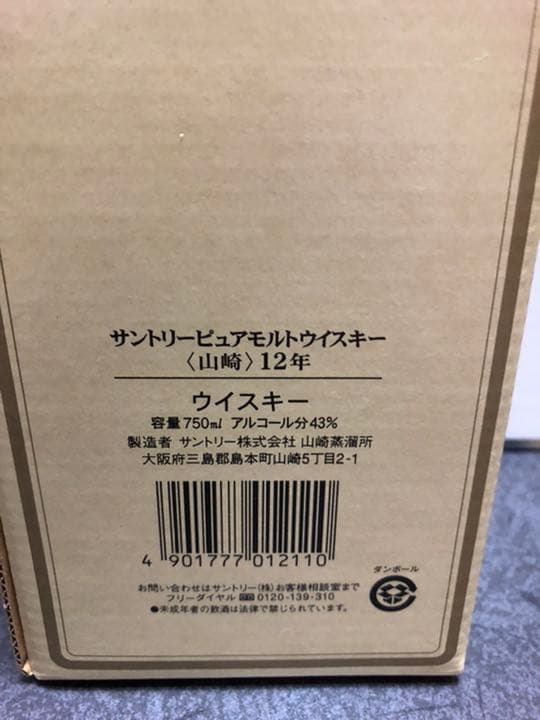 サントリーピュアモルトウイスキー
〈山崎〉12年
ウイスキー
容量750ml アルコール分43%
製造者 サントリー株式会社 山崎蒸溜所
大阪府三島郡島本町山崎5丁目2-1
4 901777 012110
ダンボール
お問い合わせはサントリー(株)お客様相談室まで
フリーダイヤル 0120-139-310
●未成年者の飲酒は法律で禁じられています。